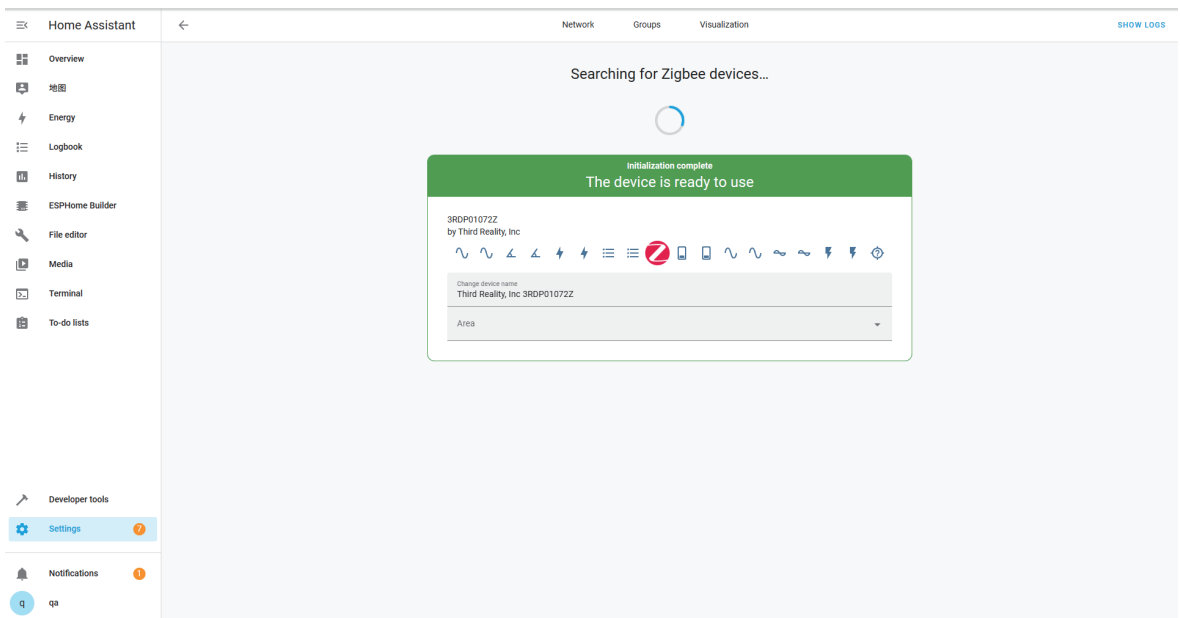 Home Assistant
Network Groups Visualization
SHOW LOGS
Overview
地图
Energy
Logbook
History
ESPHome Builder
File editor
Media
Terminal
To-do lists
Searching for Zigbee devices...
Initialization complete
The device is ready to use
3RDP01072Z
by Third Reality, Inc
Change device name
Third Reality, Inc 3RDP01072Z
Area
Developer tools
Settings 7
Notifications 1
q qa